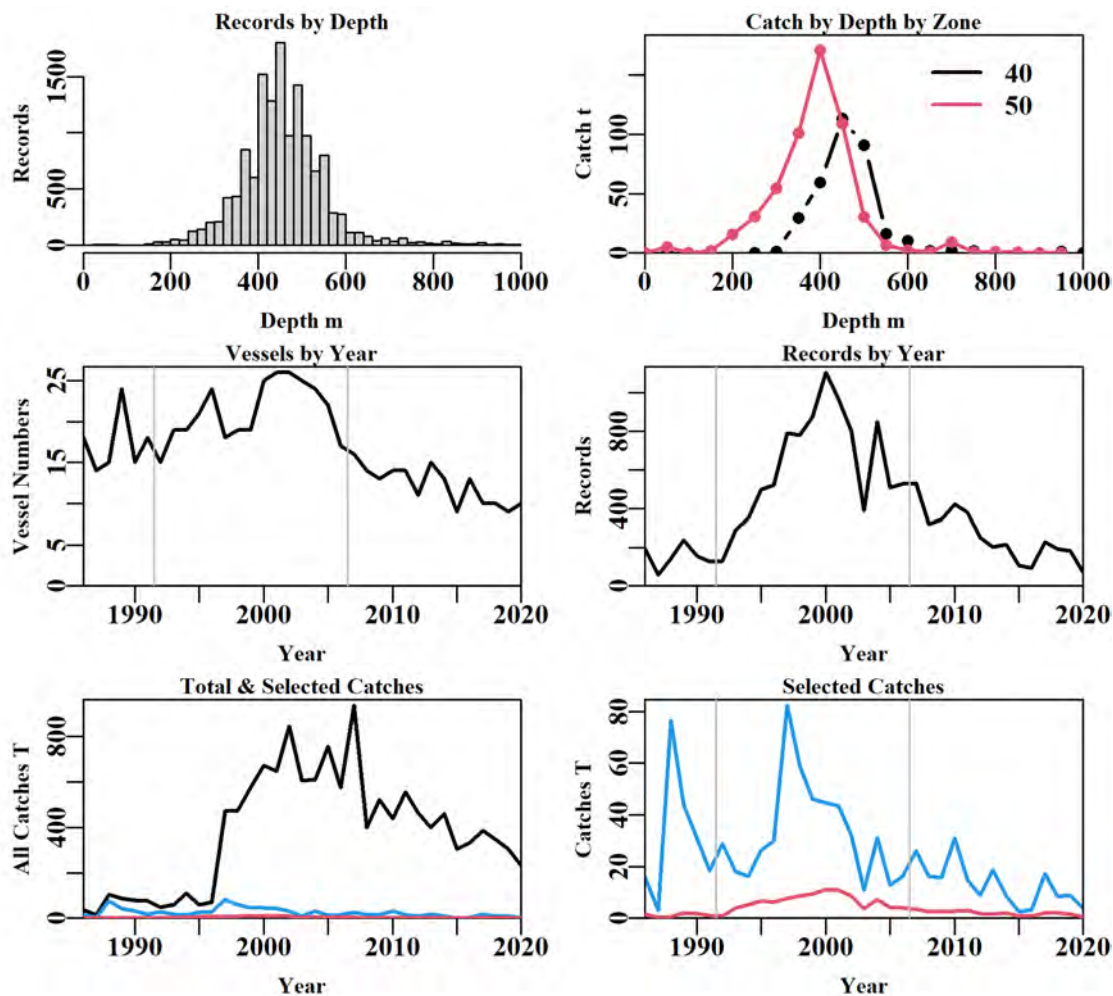 Records by Depth
Records
0 500 1500
0 200 400 600 800 1000
Depth m
Catch by Depth by Zone
Catch t
0 50 100
40
50
0 200 400 600 800 1000
Depth m
Vessels by Year
Vessel Numbers
0 5 15 25
1990 2000 2010 2020
Year
Records by Year
Records
0 400 800
1990 2000 2010 2020
Year
Total & Selected Catches
All Catches T
0 400 800
1990 2000 2010 2020
Year
Selected Catches
Catches T
0 20 40 60 80
1990 2000 2010 2020
Year